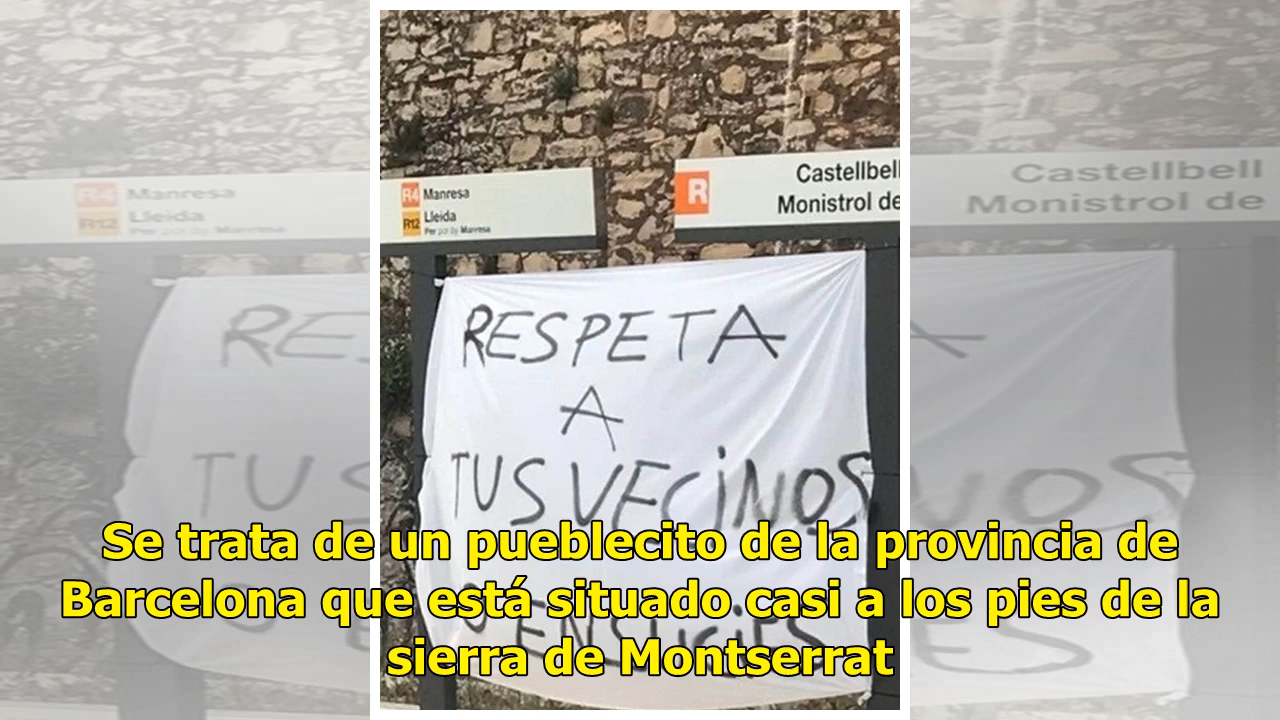 R4 Manresa
R12 Lleida
Per por by Manresa
R
Castellbell
Monistrol de
RESPETA
A
TUS VECINOS
ENSUCIES
Se trata de un pueblecito de la provincia de
Barcelona que está situado casi a los pies de la
sierra de Montserrat